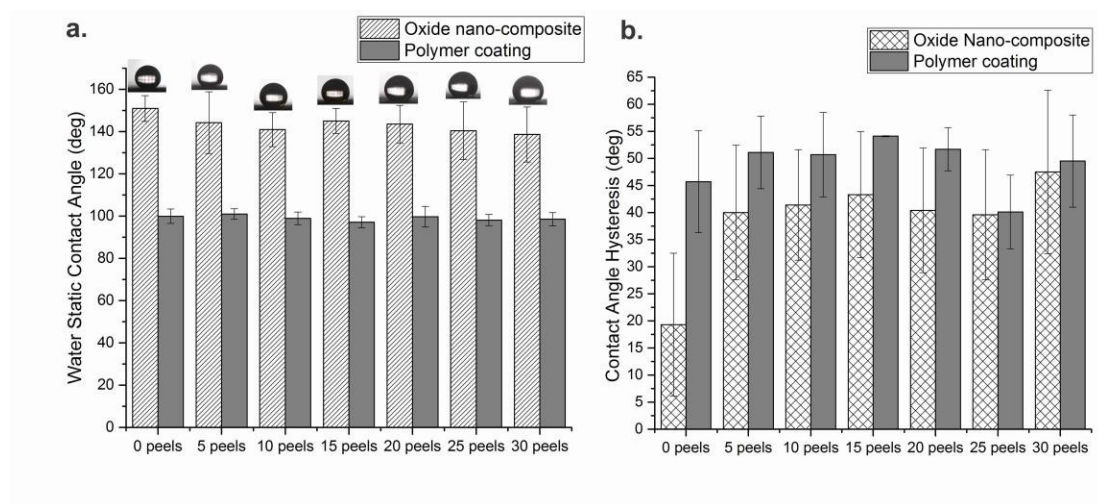 a.
Oxide nano-composite
Polymer coating
Water Static Contact Angle (deg)
160
140
120
100
80
60
40
20
0
0 peels 5 peels 10 peels 15 peels 20 peels 25 peels 30 peels
b.
Oxide Nano-composite
Polymer coating
Contact Angle Hysteresis (deg)
65
60
55
50
45
40
35
30
25
20
15
10
5
0
0 peels 5 peels 10 peels 15 peels 20 peels 25 peels 30 peels